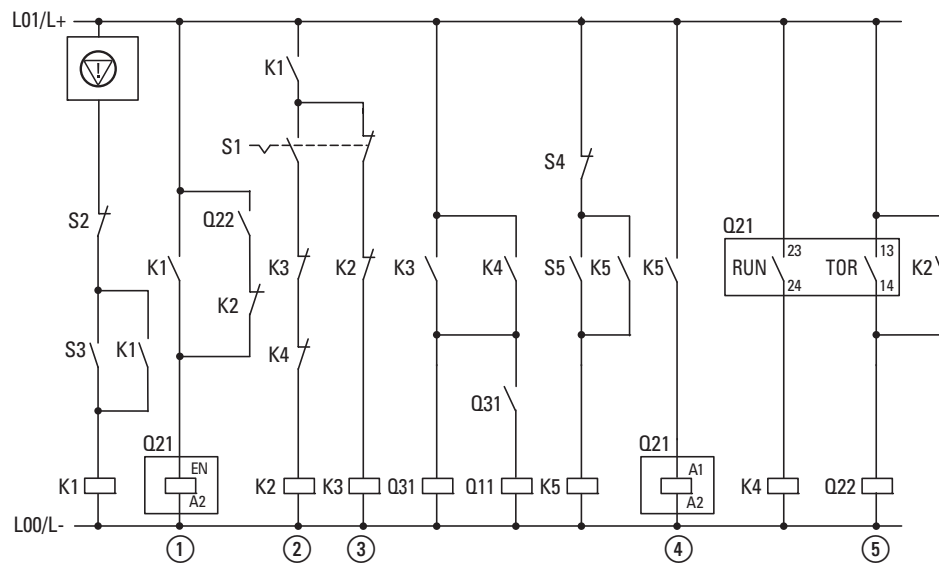 L01/L+
!
K1
S1
S4
S2
Q22
Q21
K1
K3
K2
K3
K4
S5
K5
K5
RUN
23
24
TOR
13
14
K2
K2
S3
K1
K4
Q31
Q21
EN
A2
Q21
A1
A2
K1
K2
K3
Q31
Q11
K5
K4
Q22
L00/L-
1
2
3
4
5